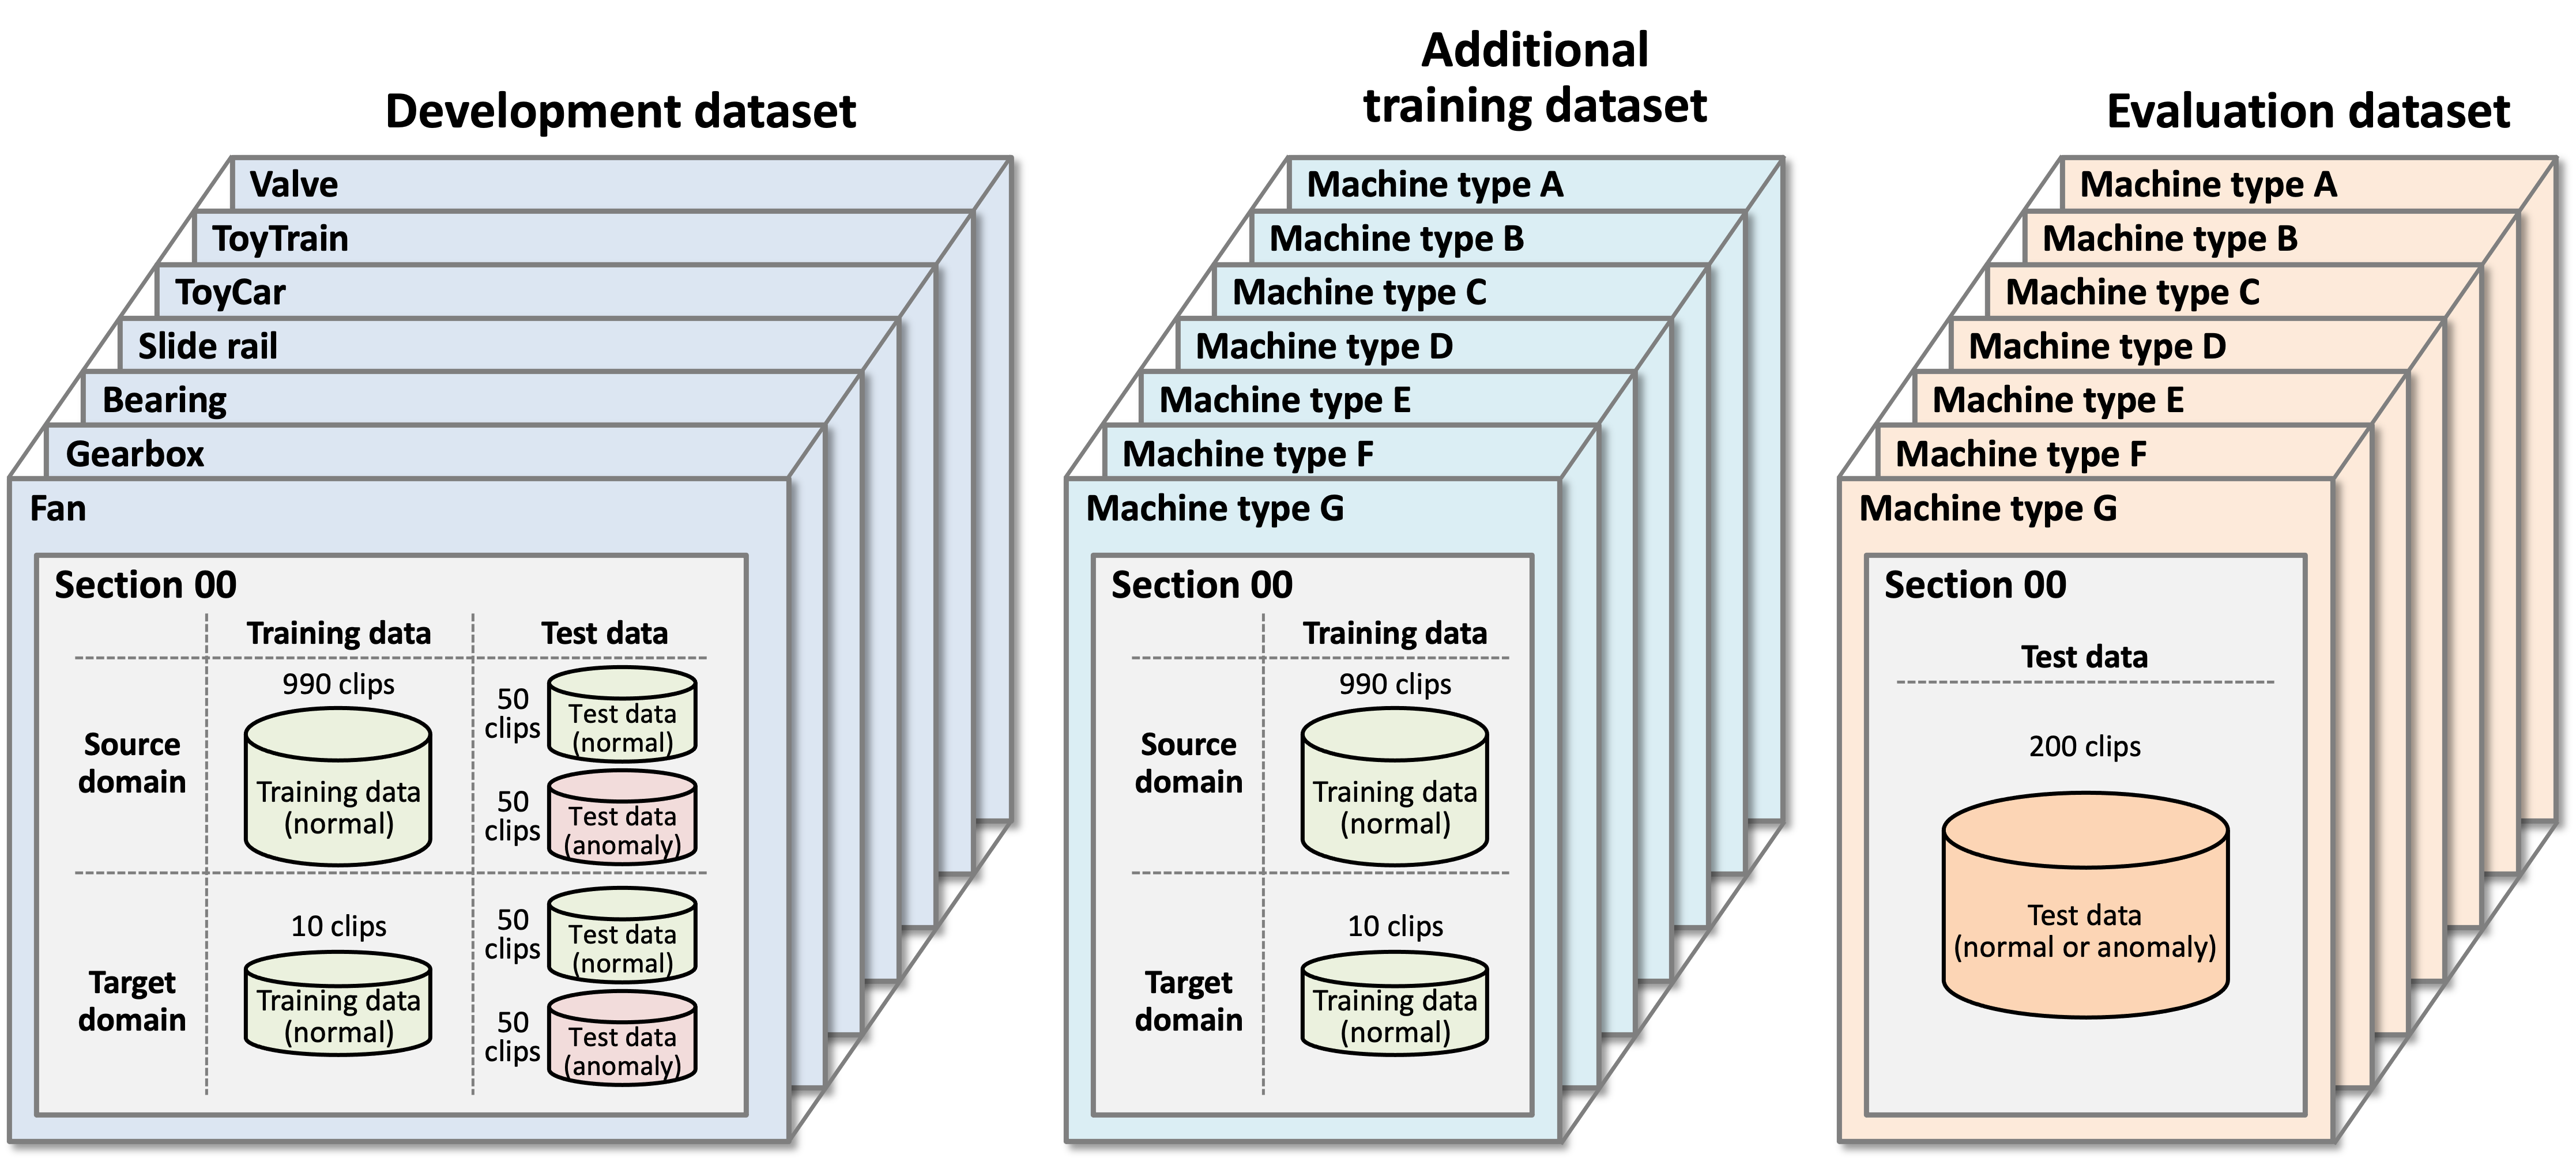 Development dataset
Valve
ToyTrain
ToyCar
Slide rail
Bearing
Gearbox
Fan
Section 00
Training data
Test data
Source
domain
990 clips
Training data
(normal)
50
clips
Test data
(normal)
50
clips
Test data
(anomaly)
Target
domain
10 clips
Training data
(normal)
50
clips
Test data
(normal)
50
clips
Test data
(anomaly)
Additional
training dataset
Machine type A
Machine type B
Machine type C
Machine type D
Machine type E
Machine type F
Machine type G
Section 00
Training data
Source
domain
990 clips
Training data
(normal)
Target
domain
10 clips
Training data
(normal)
Evaluation dataset
Machine type A
Machine type B
Machine type C
Machine type D
Machine type E
Machine type F
Machine type G
Section 00
Test data
200 clips
Test data
(normal or anomaly)